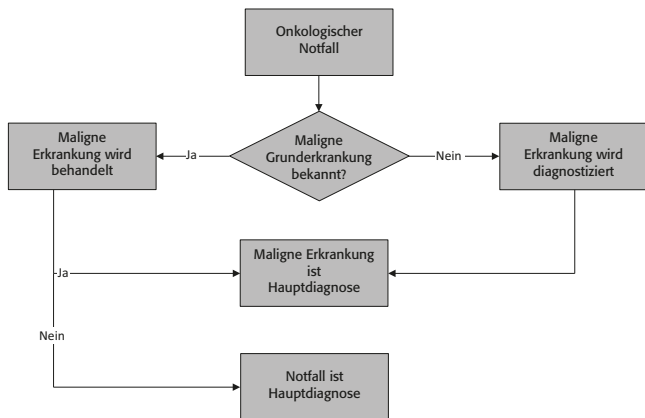 Onkologischer
Notfall
Maligne
Erkrankung wird
behandelt
Ja
Maligne
Grunderkrankung
bekannt?
Nein
Maligne
Erkrankung wird
diagnostiziert
Ja
Maligne Erkrankung
ist
Hauptdiagnose
Nein
Notfall ist
Hauptdiagnose